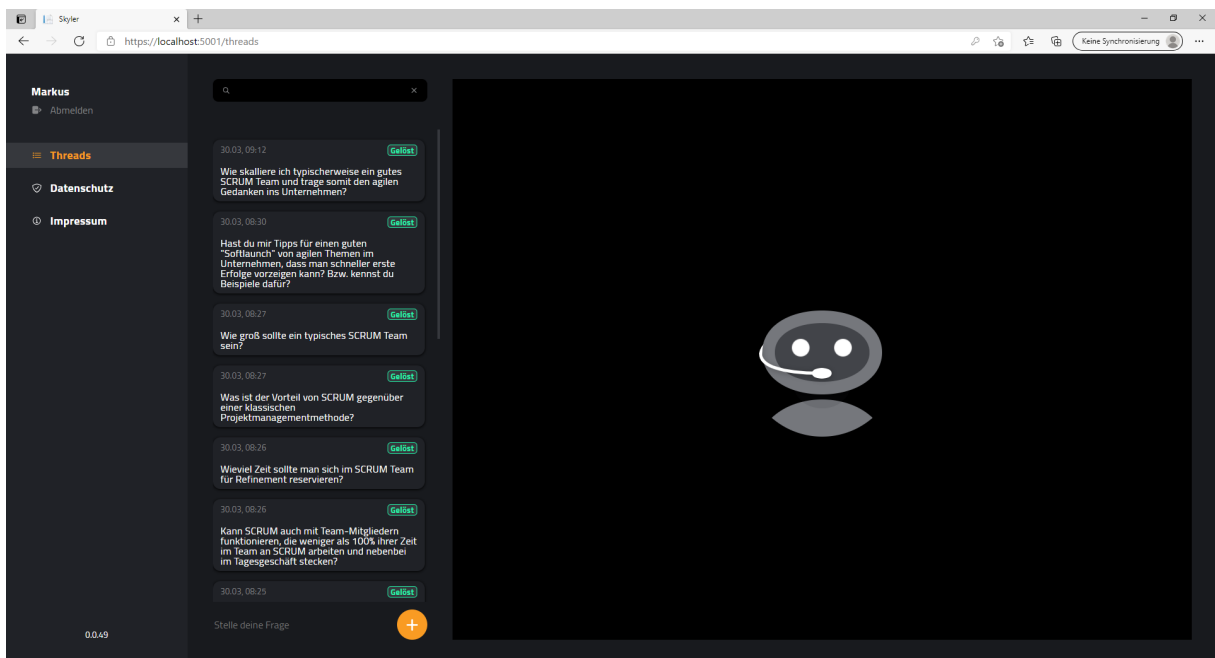 Skyler
https://localhost:5001/threads
Keine Synchronisierung
Markus
Abmelden
Threads
Datenschutz
Impressum
0.0.49
30.03, 09:12
Gelöst
Wie skalliere ich typischerweise ein gutes
SCRUM Team und trage somit den agilen
Gedanken ins Unternehmen?
30.03, 08:30
Gelöst
Hast du mir Tipps für einen guten
"Softlaunch" von agilen Themen im
Unternehmen, dass man schneller erste
Erfolge vorzeigen kann? Bzw. kennst du
Beispiele dafür?
30.03, 08:27
Gelöst
Wie groß sollte ein typisches SCRUM Team
sein?
30.03, 08:27
Gelöst
Was ist der Vorteil von SCRUM gegenüber
einer klassischen
Projektmanagementmethode?
30.03, 08:26
Gelöst
Wieviel Zeit sollte man sich im SCRUM Team
für Refinement reservieren?
30.03, 08:26
Gelöst
Kann SCRUM auch mit Team-Mitgliedern
funktionieren, die weniger als 100% ihrer Zeit
im Team an SCRUM arbeiten und nebenbei
im Tagesgeschäft stecken?
30.03, 08:25
Gelöst
Stelle deine Frage